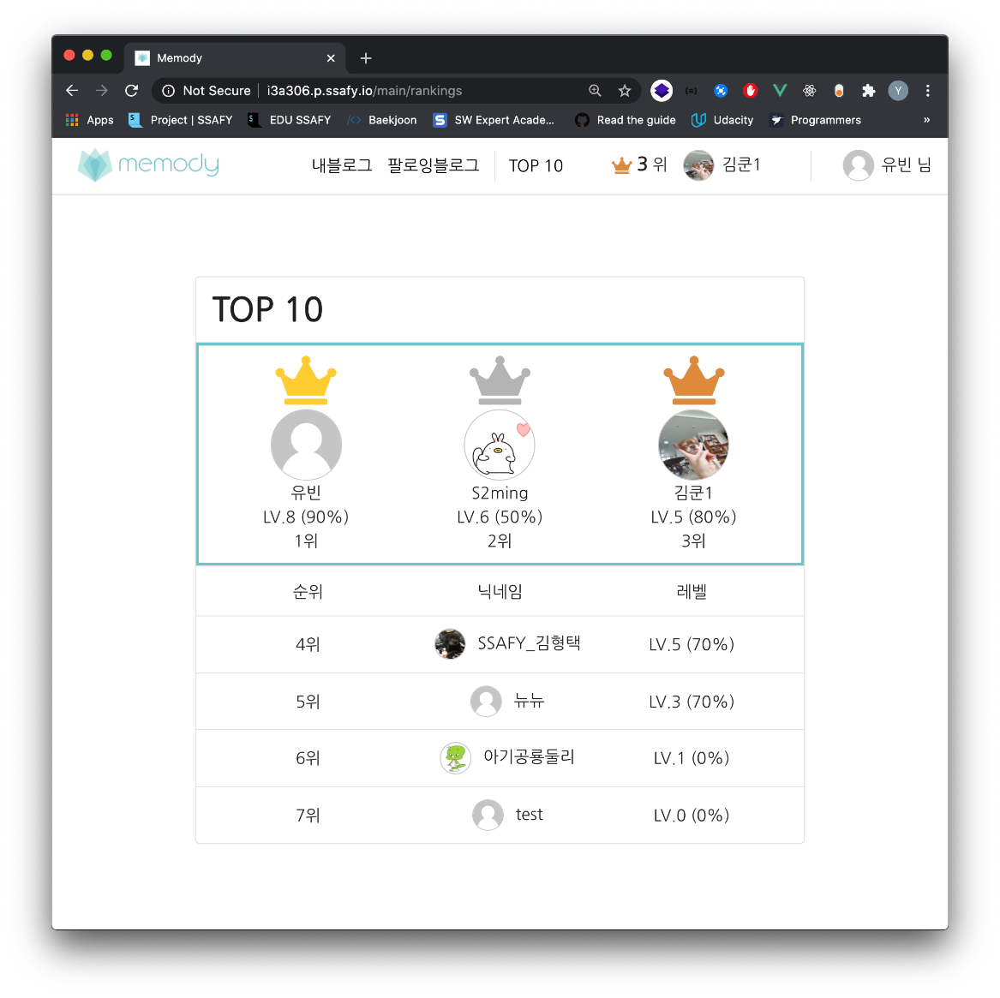 Memody
Not Secure i3a306.p.ssafy.io/main/rankings
Y
Apps Project | SSAFY EDU SSAFY Baekjoon SW Expert Acade... Read the guide Udacity Programmers »
memody 내블로그 팔로잉블로그 TOP 10 3 위 김쿤1 유빈 님
TOP 10
유빈 S2ming 김쿤1
LV.8 (90%) LV.6 (50%) LV.5 (80%)
1위 2위 3위
순위 닉네임 레벨
4위 SSAFY_김형택 LV.5 (70%)
5위 뉴뉴 LV.3 (70%)
6위 아기공룡둘리 LV.1 (0%)
7위 test LV.0 (0%)